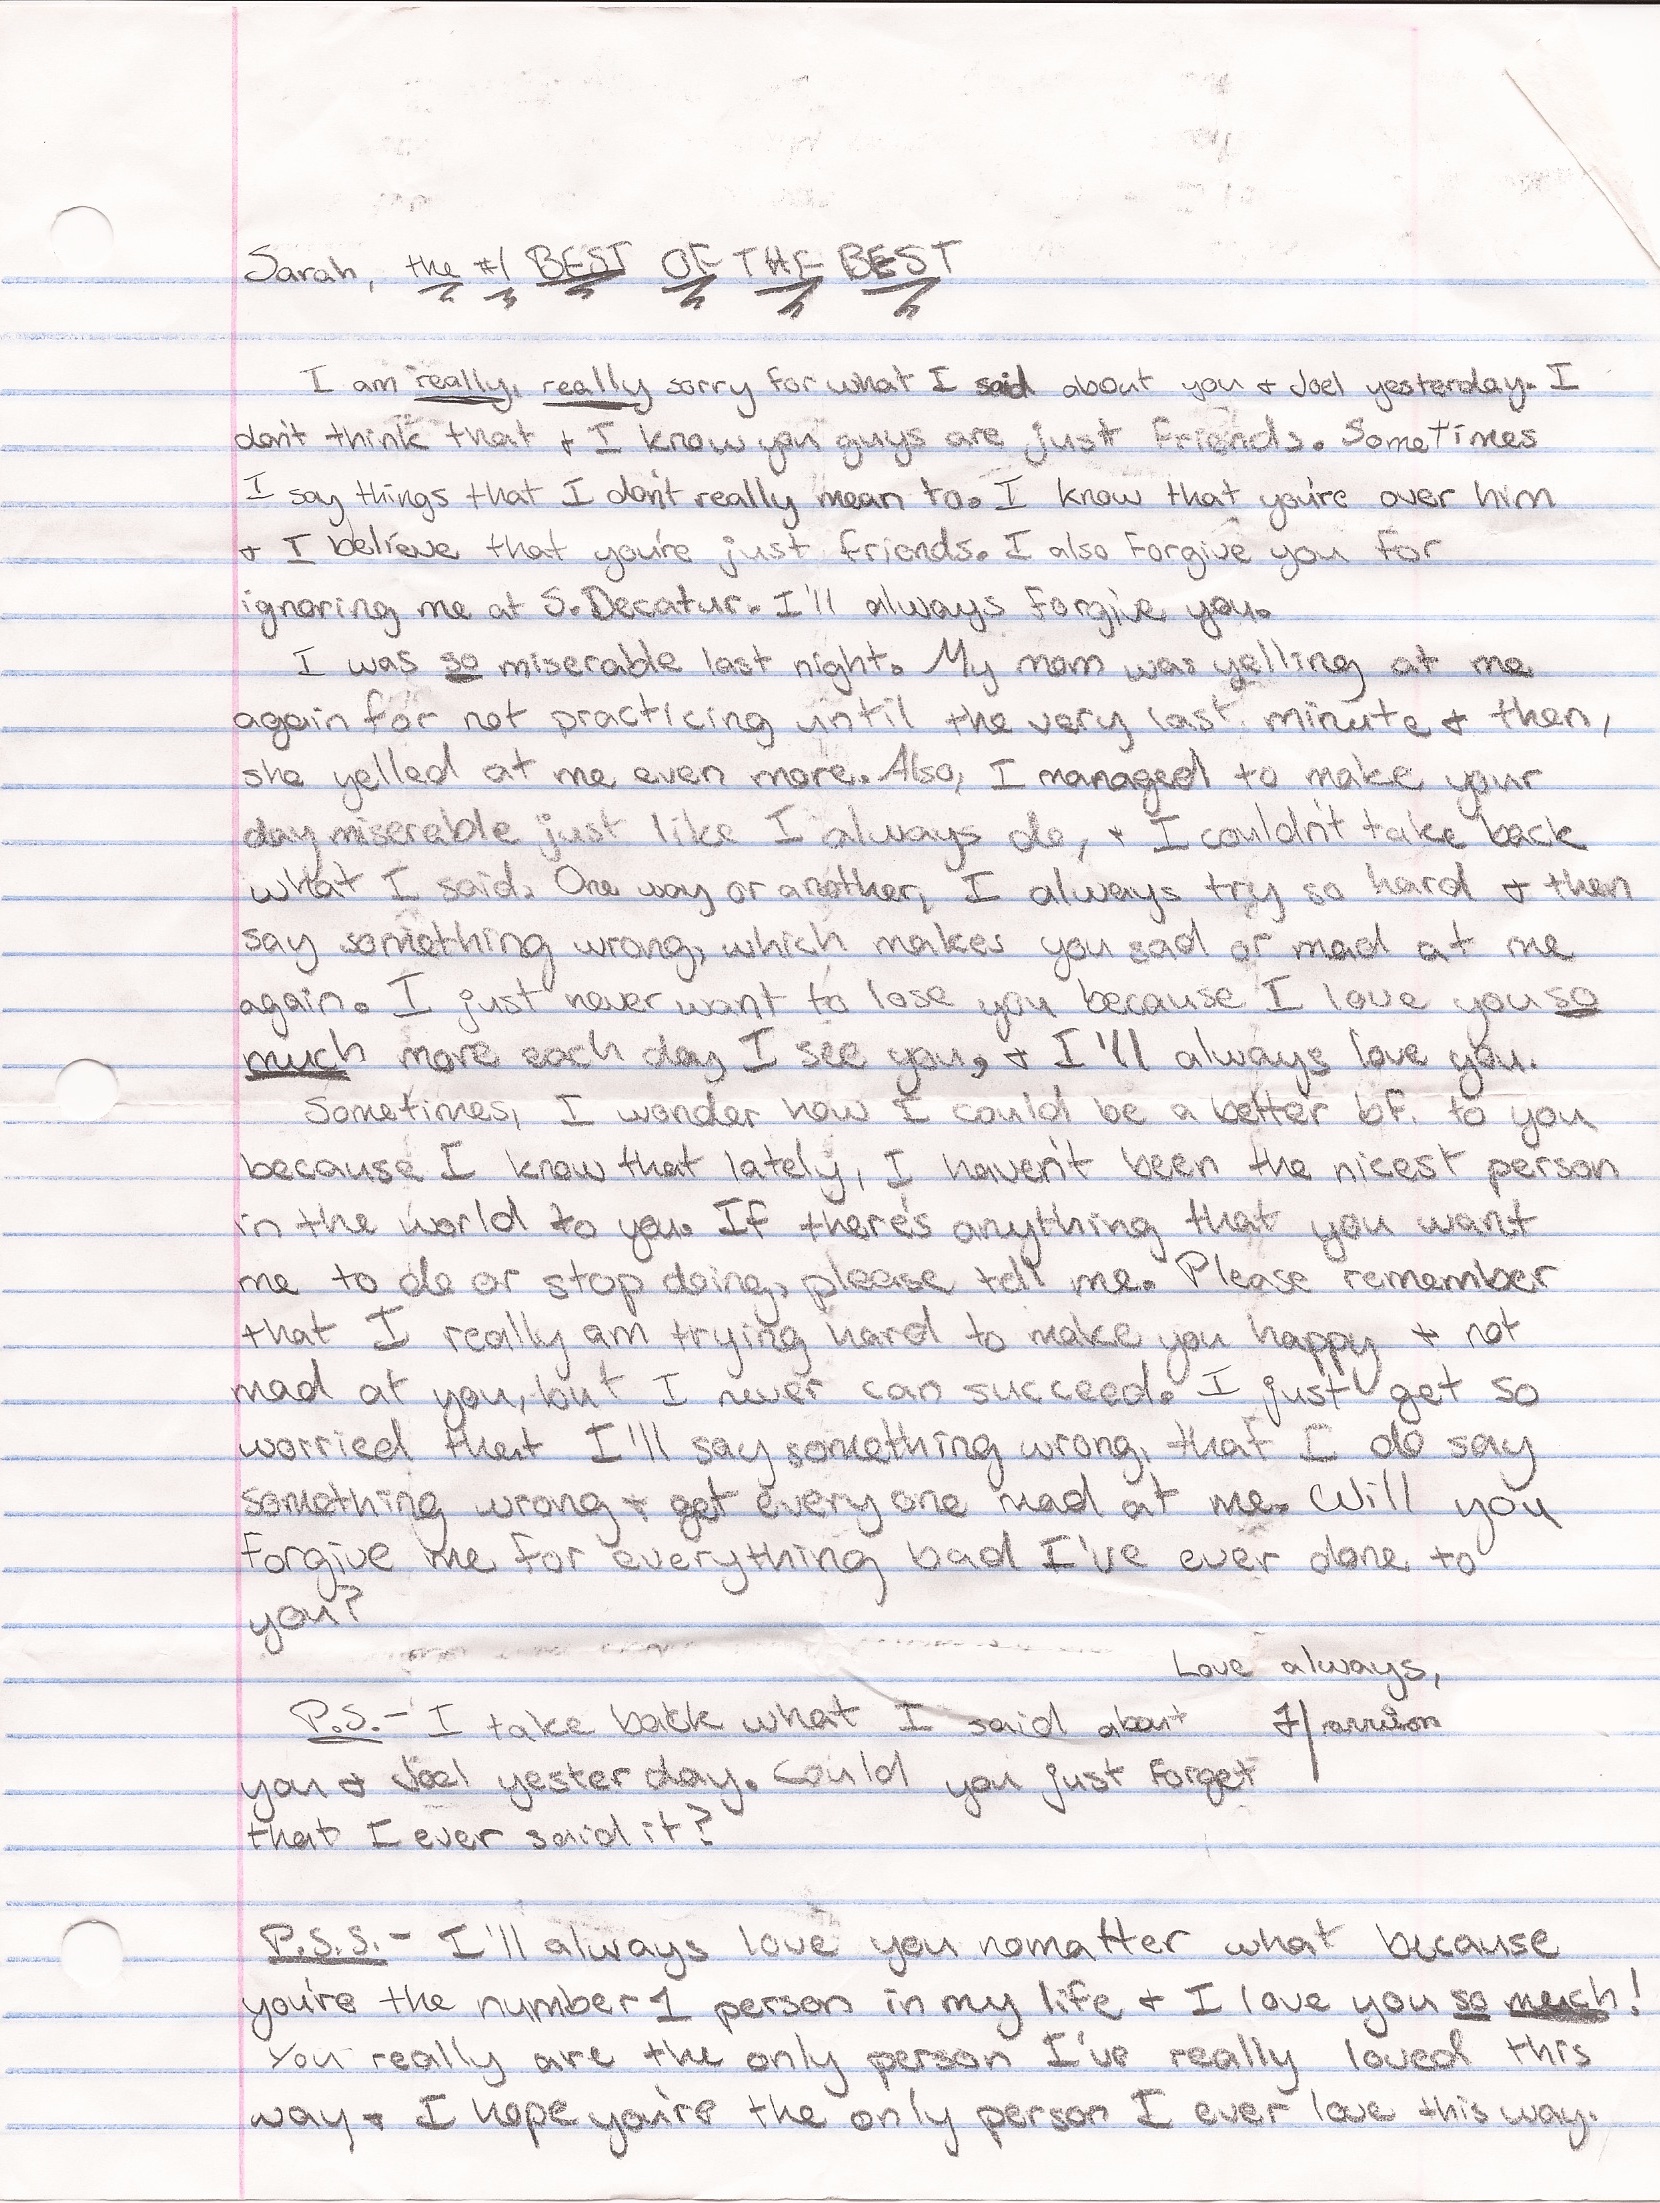 Sarah, the #1 BEST OF THE BEST
I am really, really sorry for what I said about you & Joel yesterday. I
don't think that & I know you guys are just friends. Sometimes
I say things that I don't really mean to. I know that you're over him
& I believe that you're just friends. I also forgive you for
ignoring me at S. Decatur. I'll always forgive you.
I was so miserable last night. My mom was yelling at me
again for not practicing until the very last minute & then,
she yelled at me even more. Also, I managed to make your
day miserable just like I always do, & I couldn't take back
what I said. One way or another, I always try so hard & then
say something wrong, which makes you sad or mad at me
again. I just never want to lose you because I love you so
much more each day I see you, & I'll always love you.
Sometimes, I wonder how I could be a better bf. to you
because I know that lately, I haven't been the nicest person
in the world to you. If there's anything that you want
me to do or stop doing, please tell me. Please remember
that I really am trying hard to make you happy & not
mad at you, but I never can succeed. I just get so
worried that I'll say something wrong, that I do say
something wrong & get everyone mad at me. Will you
forgive me for everything bad I've ever done to
you?
Love always,
Harrison
P.S.- I take back what I said about
you & Joel yesterday. Could you just forget
that I ever said it?
P.S.S.- I'll always love you nomatter what because
you're the number 1 person in my life & I love you so much!
You really are the only person I've really loved this
way & I hope you're the only person I ever love this way.